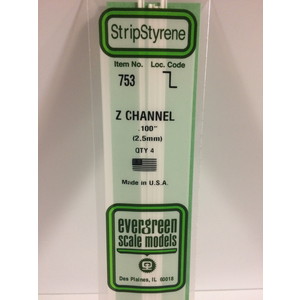 StripStyrene
Item No. Loc. Code
753
Z CHANNEL
.100"
(2.5mm)
QTY 4
Made in U.S.A.
evergreen
scale models
Des Plaines, IL 60018